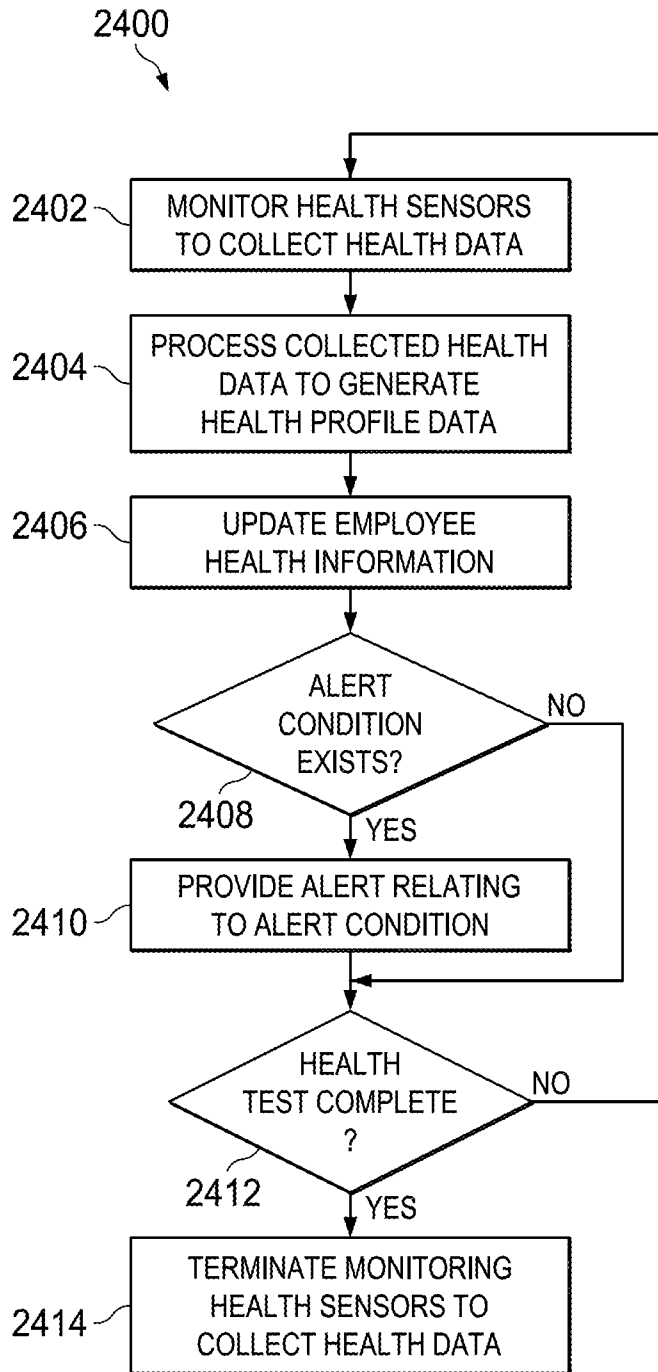 2400
2402
MONITOR HEALTH SENSORS
TO COLLECT HEALTH DATA
2404
PROCESS COLLECTED HEALTH
DATA TO GENERATE
HEALTH PROFILE DATA
2406
UPDATE EMPLOYEE
HEALTH INFORMATION
ALERT
CONDITION
EXISTS?
NO
2408
YES
2410
PROVIDE ALERT RELATING
TO ALERT CONDITION
HEALTH
TEST COMPLETE
?
NO
2412
YES
2414
TERMINATE MONITORING
HEALTH SENSORS TO
COLLECT HEALTH DATA